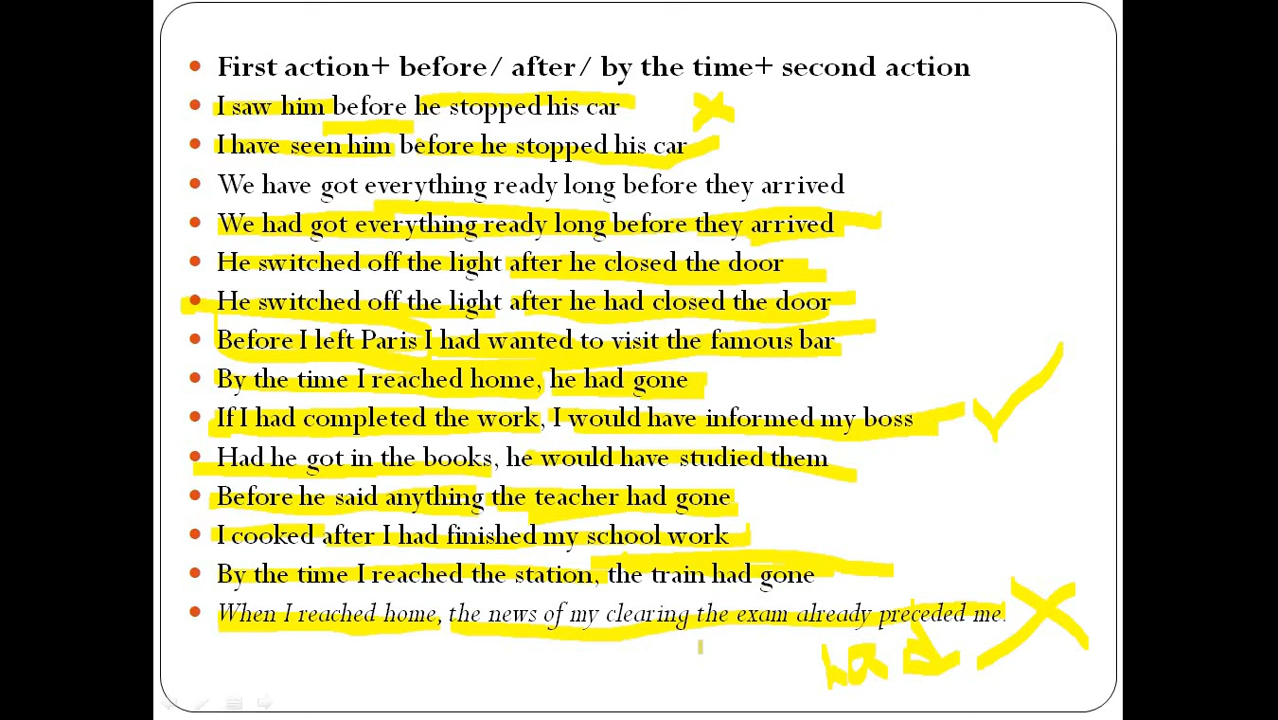 First action+ before/ after/ by the time+ second action
I saw him before he stopped his car
I have seen him before he stopped his car
We have got everything ready long before they arrived
We had got everything ready long before they arrived
He switched off the light after he closed the door
He switched off the light after he had closed the door
Before I left Paris I had wanted to visit the famous bar
By the time I reached home, he had gone
If I had completed the work, I would have informed my boss
Had he got in the books, he would have studied them
Before he said anything the teacher had gone
I cooked after I had finished my school work
By the time I reached the station, the train had gone
When I reached home, the news of my clearing the exam already preceded me.
had